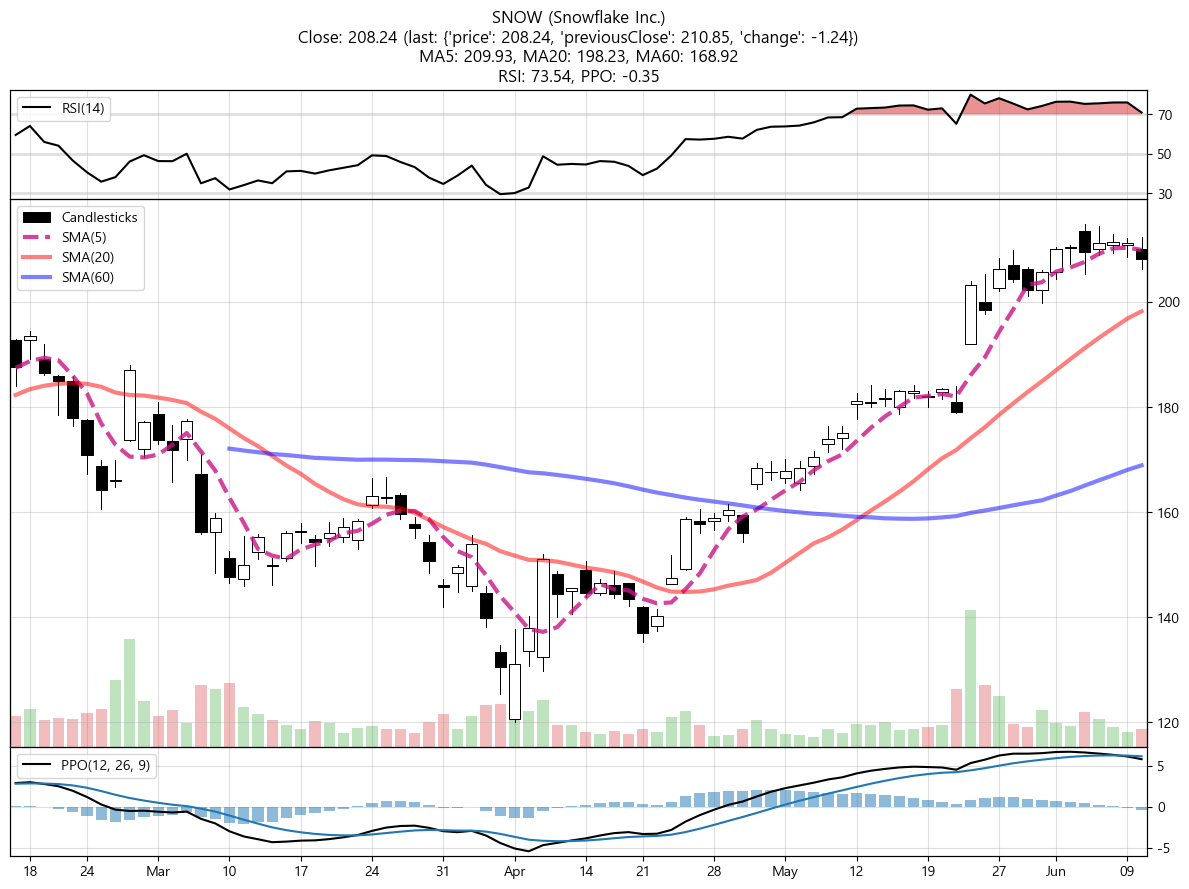 SNOW (Snowflake Inc.)
Close: 208.24 (last: {'price': 208.24, 'previousClose': 210.85, 'change': -1.24})
MA5: 209.93, MA20: 198.23, MA60: 168.92
RSI: 73.54, PPO: -0.35
RSI(14)
70
50
30
Candlesticks
SMA(5)
SMA(20)
SMA(60)
200
180
160
140
120
PPO(12, 26, 9)
5
0
-5
18 24 Mar 10 17 24 31 Apr 14 21 28 May 12 19 27 Jun 09